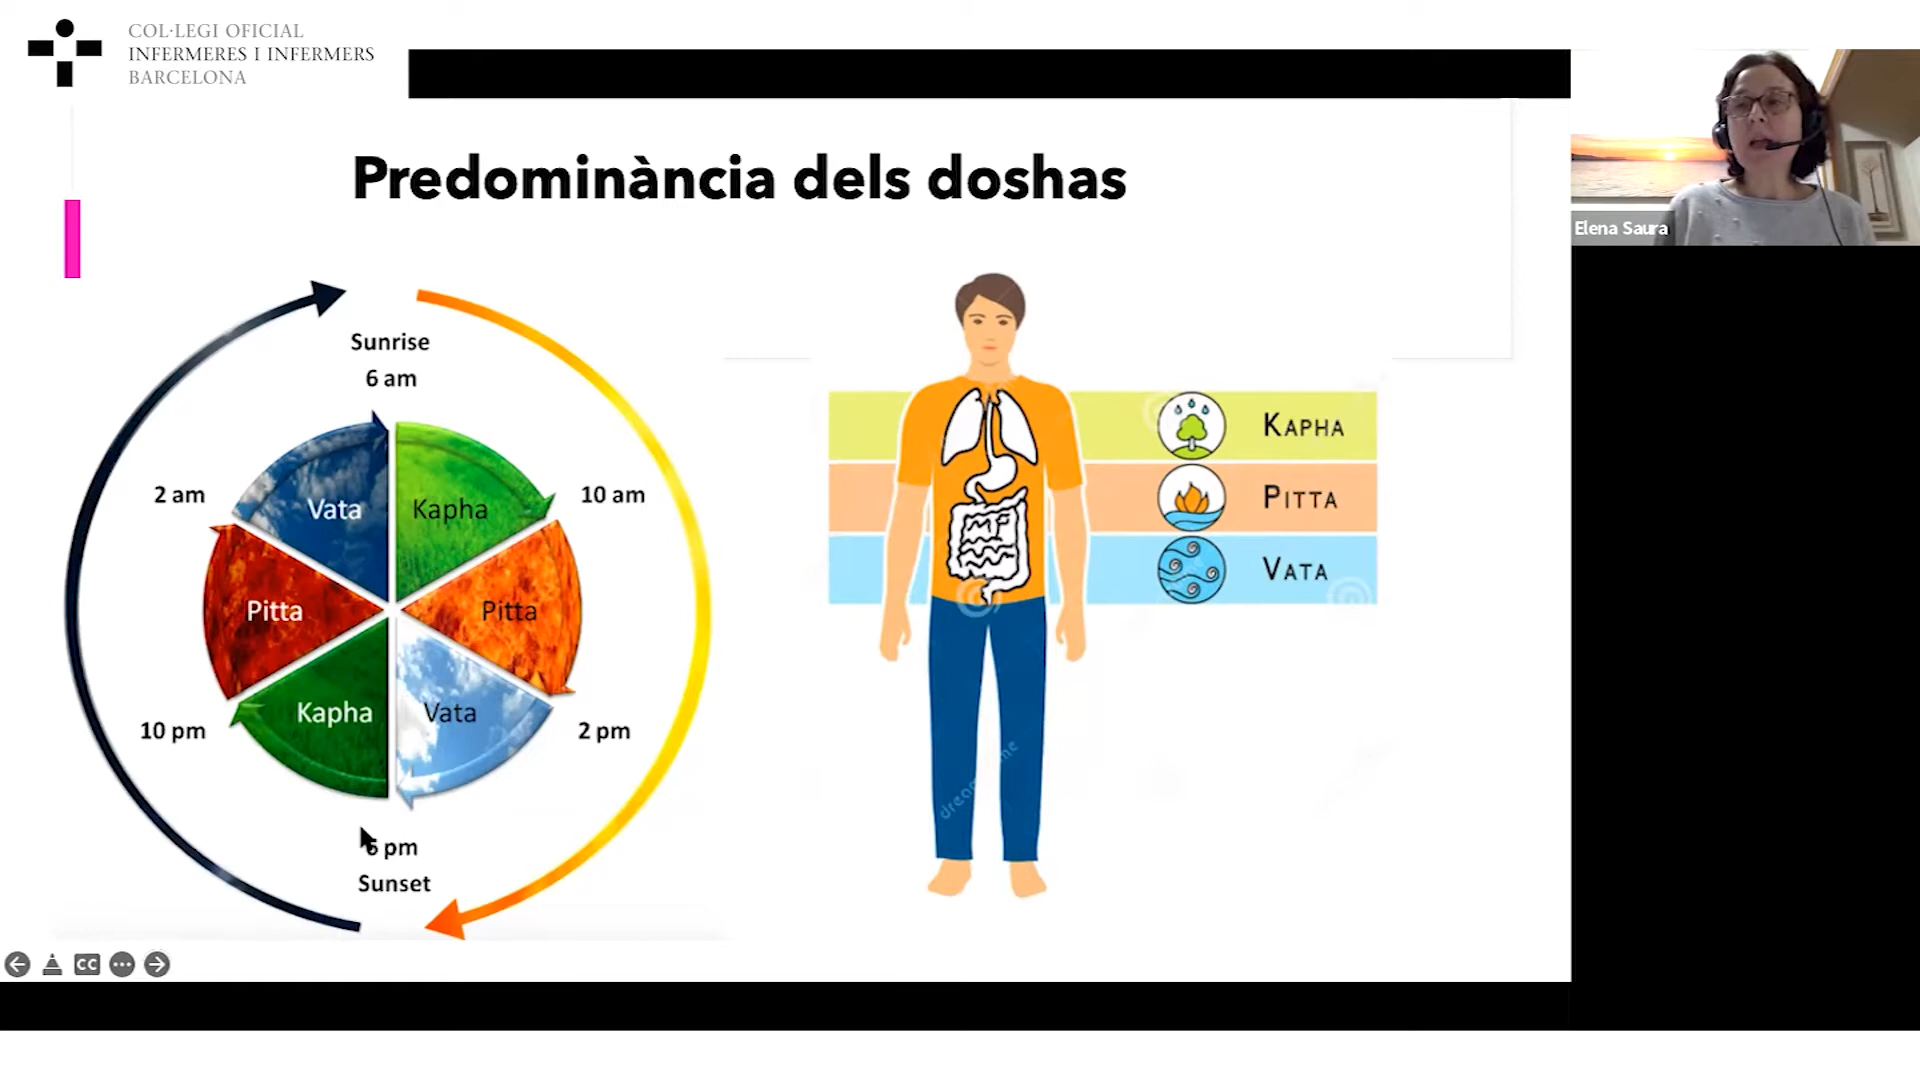 COL·LEGI OFICIAL
INFERMERES I INFERMERS
BARCELONA
Elena Saura
Predominància dels doshas
Sunrise
6 am
2 am
10 am
Vata
Kapha
Pitta
Pitta
Kapha
Vata
10 pm
2 pm
6 pm
Sunset
KAPHA
PITTA
VATA
CC